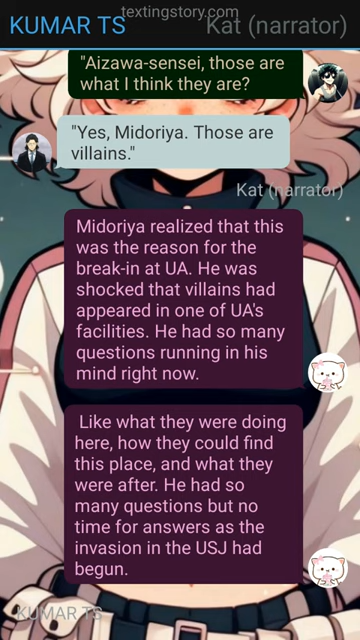 textingstory.com
KUMAR TS
Kat (narrator)
"Aizawa-sensei, those are
what I think they are?
"Yes, Midoriya. Those are
villains."
Kat (narrator)
Midoriya realized that this
was the reason for the
break-in at UA. He was
shocked that villains had
appeared in one of UA's
facilities. He had so many
questions running in his
mind right now.
Like what they were doing
here, how they could find
this place, and what they
were after. He had so
many questions but no
time for answers as the
invasion in the USJ had
begun.
KUMAR TS